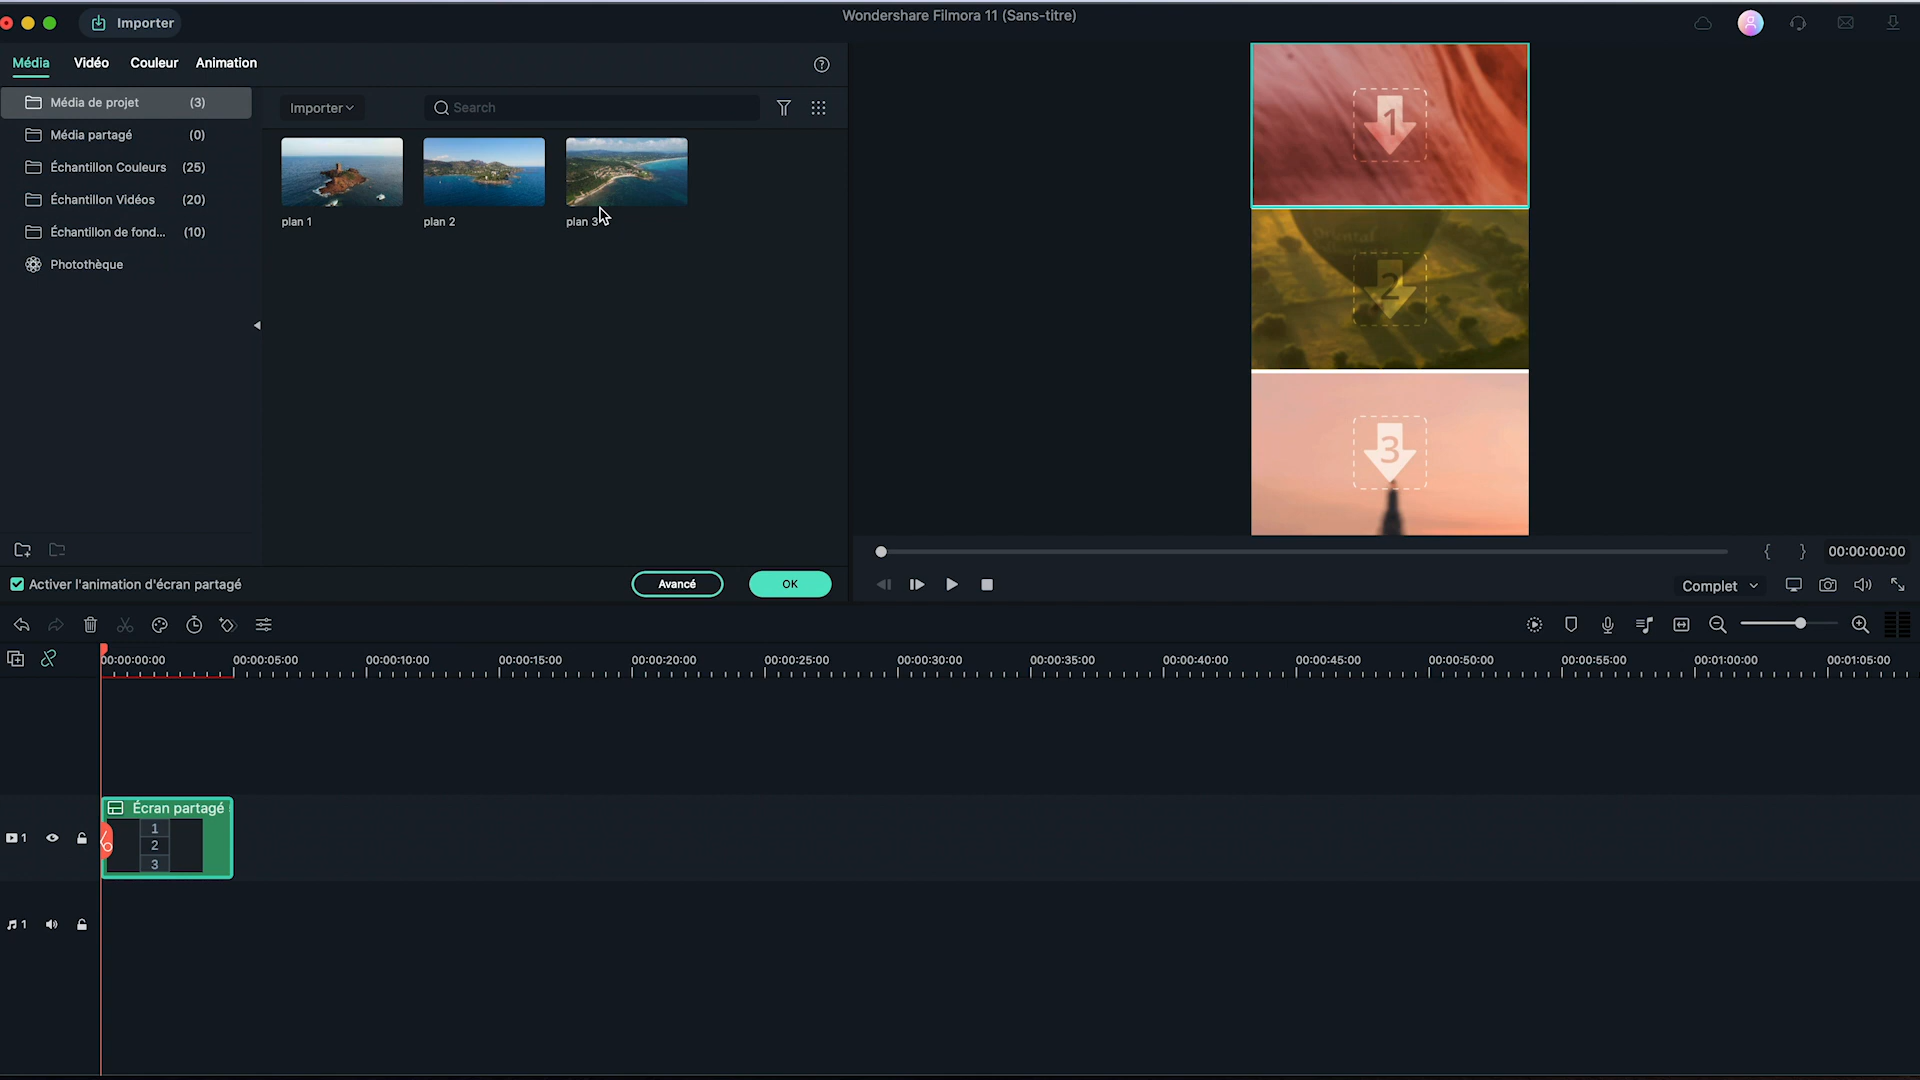 Importer
Wondershare Filmora 11 (Sans-titre)
Média Vidéo Couleur Animation
Média de projet (3)
Média partagé (0)
Échantillon Couleurs (25)
Échantillon Vidéos (20)
Échantillon de fond... (10)
Photothèque
Importer
Search
plan 1
plan 2
plan 3
1
2
3
Activer l'animation d'écran partagé
Avancé
OK
{ } 00:00:00:00
Complet
00:00:00:00 00:00:05:00 00:00:10:00 00:00:15:00 00:00:20:00 00:00:25:00 00:00:30:00 00:00:35:00 00:00:40:00 00:00:45:00 00:00:50:00 00:00:55:00 00:01:00:00 00:01:05:00
Écran partagé
1
2
3
1
1